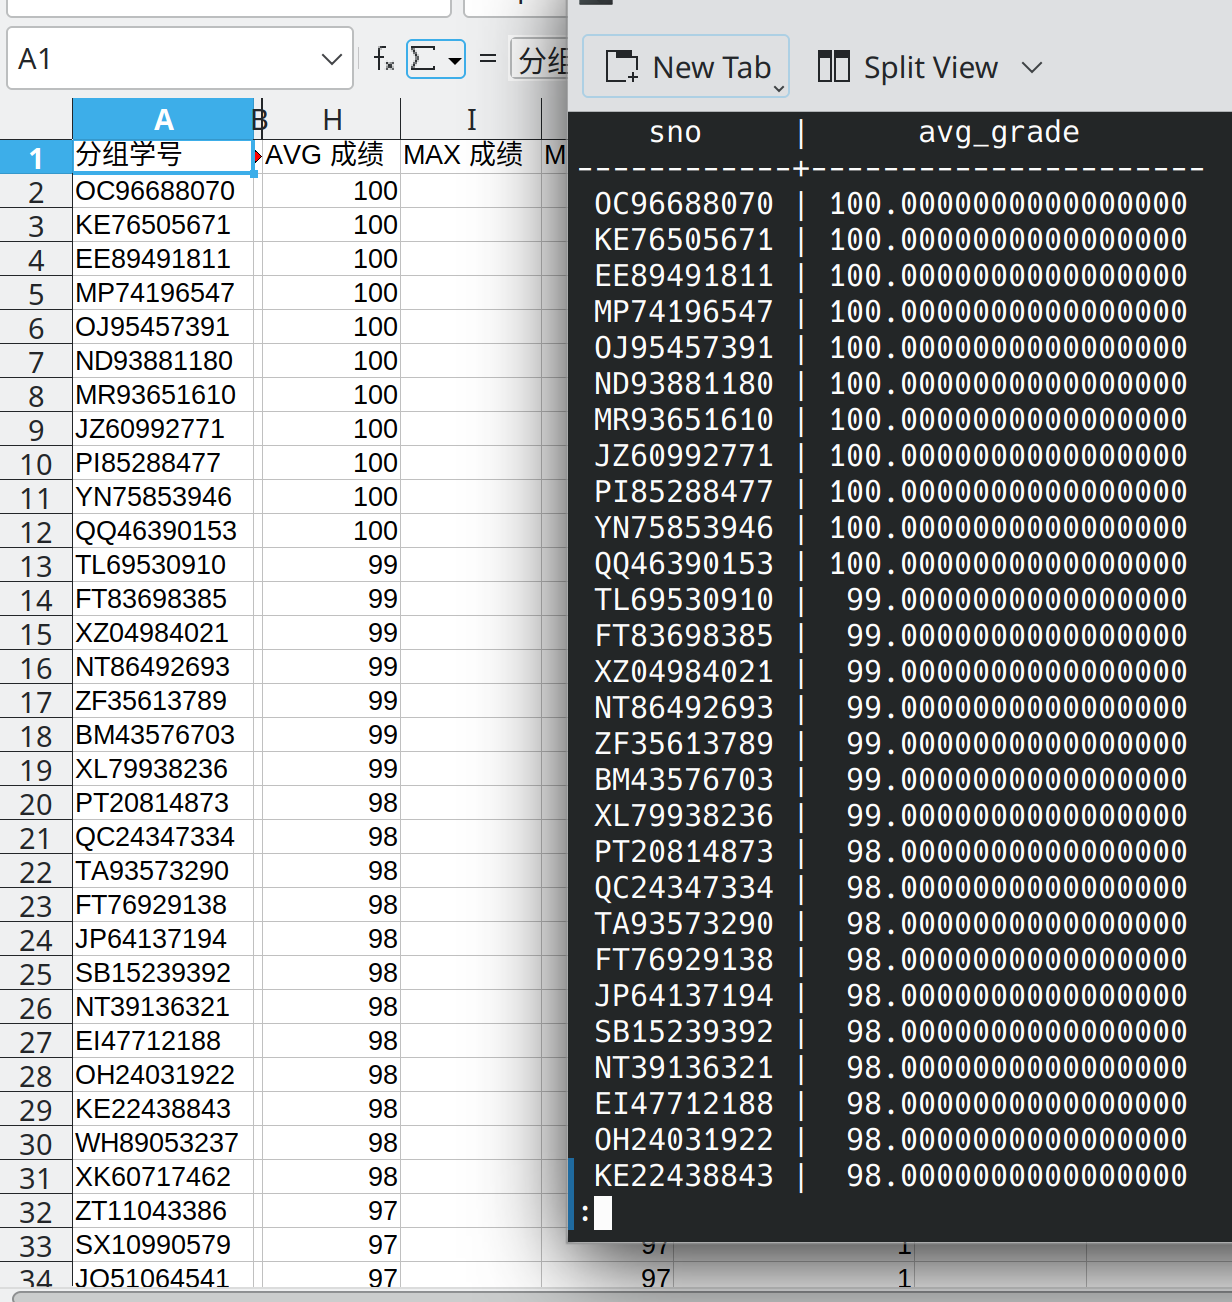 A1
fx
Σ
=
分组
A B H I
1 分组学号 AVG 成绩 MAX 成绩 M
2 OC96688070 100
3 KE76505671 100
4 EE89491811 100
5 MP74196547 100
6 OJ95457391 100
7 ND93881180 100
8 MR93651610 100
9 JZ60992771 100
10 PI85288477 100
11 YN75853946 100
12 QQ46390153 100
13 TL69530910 99
14 FT83698385 99
15 XZ04984021 99
16 NT86492693 99
17 ZF35613789 99
18 BM43576703 99
19 XL79938236 99
20 PT20814873 98
21 QC24347334 98
22 TA93573290 98
23 FT76929138 98
24 JP64137194 98
25 SB15239392 98
26 NT39136321 98
27 EI47712188 98
28 OH24031922 98
29 KE22438843 98
30 WH89053237 98
31 XK60717462 98
32 ZT11043386 97
33 SX10990579 97 97 1
34 JO51064541 97 97 1
New Tab
Split View
sno | avg_grade
------------+----------------------
OC96688070 | 100.0000000000000000
KE76505671 | 100.0000000000000000
EE89491811 | 100.0000000000000000
MP74196547 | 100.0000000000000000
OJ95457391 | 100.0000000000000000
ND93881180 | 100.0000000000000000
MR93651610 | 100.0000000000000000
JZ60992771 | 100.0000000000000000
PI85288477 | 100.0000000000000000
YN75853946 | 100.0000000000000000
QQ46390153 | 100.0000000000000000
TL69530910 | 99.0000000000000000
FT83698385 | 99.0000000000000000
XZ04984021 | 99.0000000000000000
NT86492693 | 99.0000000000000000
ZF35613789 | 99.0000000000000000
BM43576703 | 99.0000000000000000
XL79938236 | 99.0000000000000000
PT20814873 | 98.0000000000000000
QC24347334 | 98.0000000000000000
TA93573290 | 98.0000000000000000
FT76929138 | 98.0000000000000000
JP64137194 | 98.0000000000000000
SB15239392 | 98.0000000000000000
NT39136321 | 98.0000000000000000
EI47712188 | 98.0000000000000000
OH24031922 | 98.0000000000000000
KE22438843 | 98.0000000000000000
: